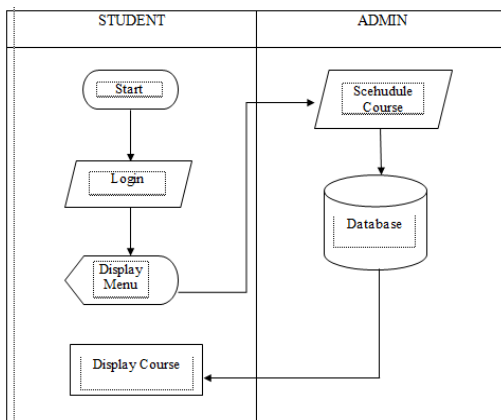 STUDENT
ADMIN
Start
Login
Display
Menu
Scehudule
Course
Database
Display Course